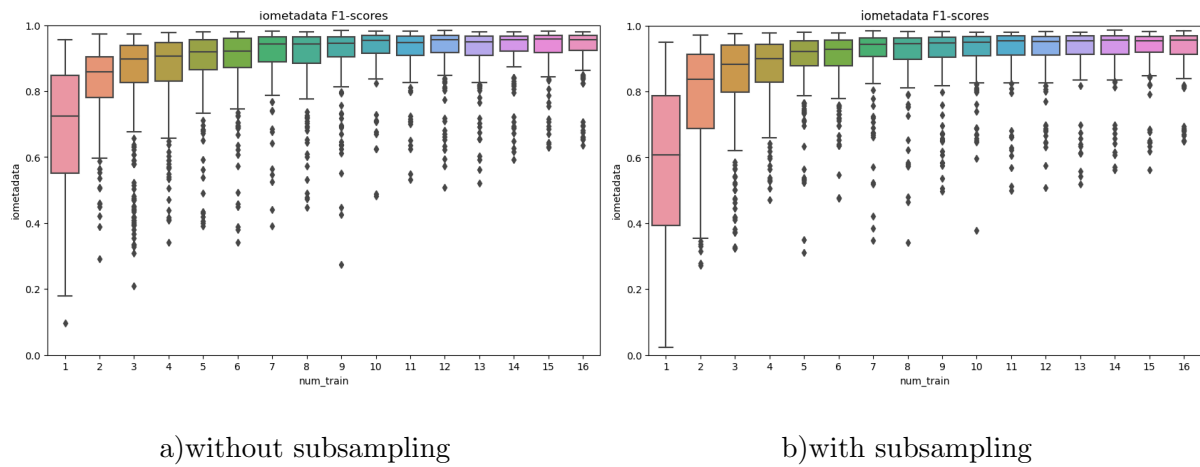 iometadata F1-scores
1.0
0.8
0.6
0.4
0.2
0.0
iometadata
1 2 3 4 5 6 7 8 9 10 11 12 13 14 15 16
num_train
a)without subsampling
iometadata F1-scores
1.0
0.8
0.6
0.4
0.2
0.0
iometadata
1 2 3 4 5 6 7 8 9 10 11 12 13 14 15 16
num_train
b)with subsampling